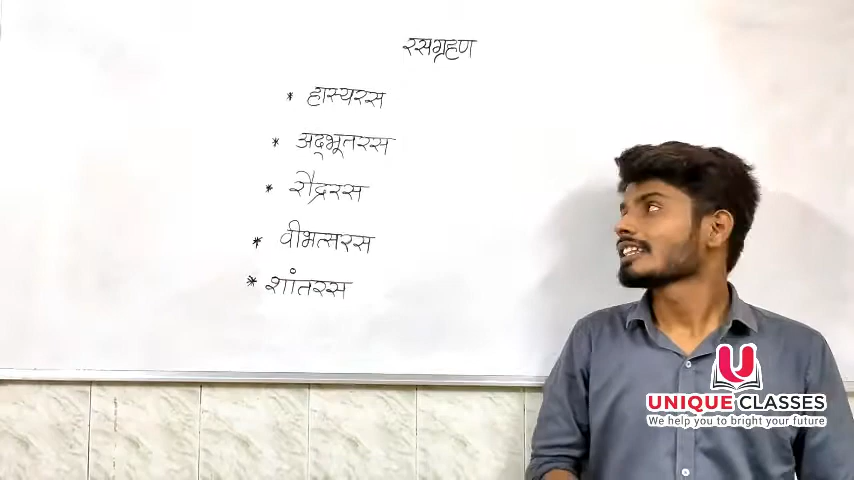 रसग्रहण
* हास्यरस
* अद्भूतरस
* रौद्ररस
* वीभत्सरस
* शांतरस
UNIQUE CLASSES
We help you to bright your future